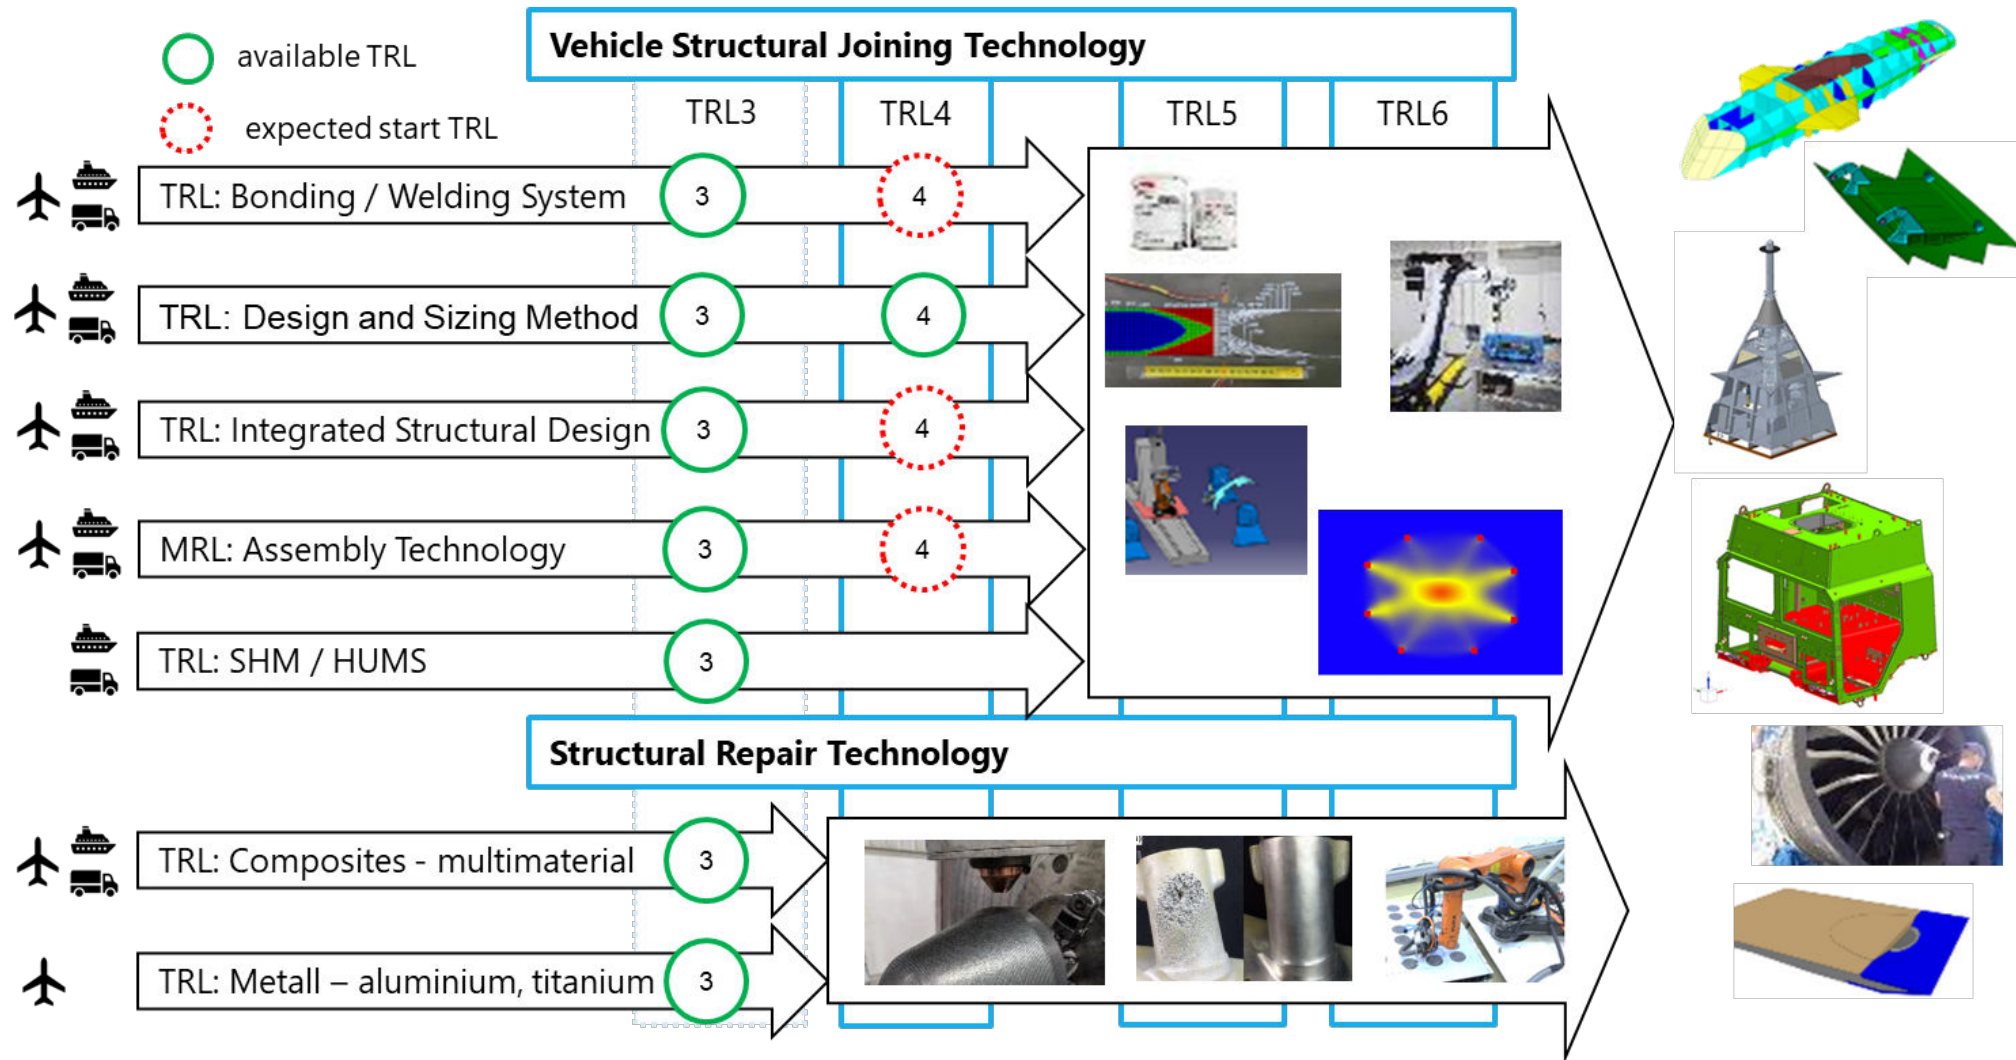 Vehicle Structural Joining Technology
available TRL
expected start TRL
TRL3 TRL4 TRL5 TRL6
TRL: Bonding / Welding System 3 4
TRL: Design and Sizing Method 3 4
TRL: Integrated Structural Design 3 4
MRL: Assembly Technology 3 4
TRL: SHM / HUMS 3
Structural Repair Technology
TRL: Composites - multimaterial 3
TRL: Metall – aluminium, titanium 3